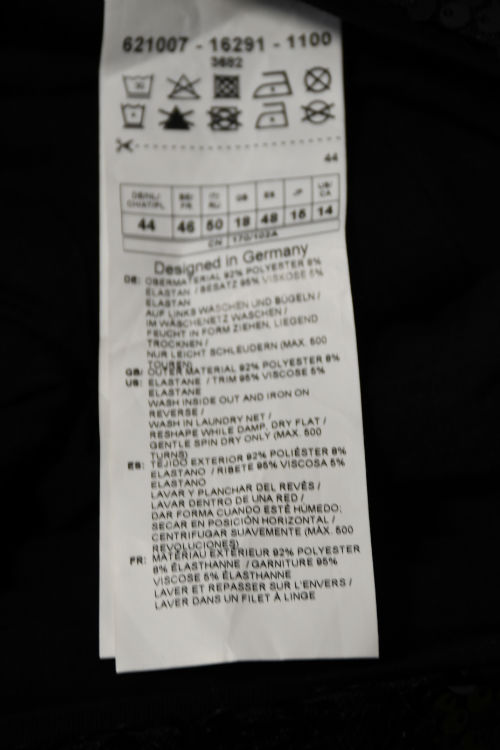 621007 - 16291 - 1100
3682
44
DE/NL/ BE/ IT/ GB ES JP US/
CH/AT/PL FR RU CA
44 46 50 18 48 15 14
CN 170/102A
Designed in Germany
DE: OBERMATERIAL 92% POLYESTER 8%
ELASTAN / BESATZ 95% VISKOSE 5%
ELASTAN
AUF LINKS WASCHEN UND BÜGELN /
IM WÄSCHENETZ WASCHEN /
FEUCHT IN FORM ZIEHEN, LIEGEND
TROCKNEN /
NUR LEICHT SCHLEUDERN (MAX. 600
TOUREN)
GB/ OUTER MATERIAL 92% POLYESTER 8%
US: ELASTANE / TRIM 95% VISCOSE 5%
ELASTANE
WASH INSIDE OUT AND IRON ON
REVERSE /
WASH IN LAUNDRY NET /
RESHAPE WHILE DAMP, DRY FLAT /
GENTLE SPIN DRY ONLY (MAX. 600
TURNS)
ES: TEJIDO EXTERIOR 92% POLIÉSTER 8%
ELASTANO / RIBETE 95% VISCOSA 5%
ELASTANO
LAVAR Y PLANCHAR DEL REVÉS /
LAVAR DENTRO DE UNA RED /
DAR FORMA CUANDO ESTÉ HÚMEDO;
SECAR EN POSICIÓN HORIZONTAL /
CENTRIFUGAR SUAVEMENTE (MÁX. 600
REVOLUCIONES)
FR: MATÉRIAU EXTÉRIEUR 92% POLYESTER
8% ÉLASTHANNE / GARNITURE 95%
VISCOSE 5% ÉLASTHANNE
LAVER ET REPASSER SUR L'ENVERS /
LAVER DANS UN FILET À LINGE